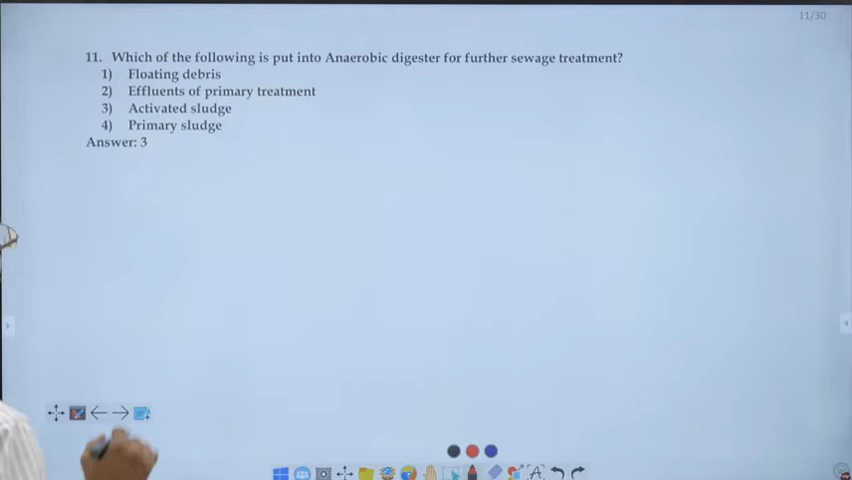 11/30
11. Which of the following is put into Anaerobic digester for further sewage treatment?
1) Floating debris
2) Effluents of primary treatment
3) Activated sludge
4) Primary sludge
Answer: 3